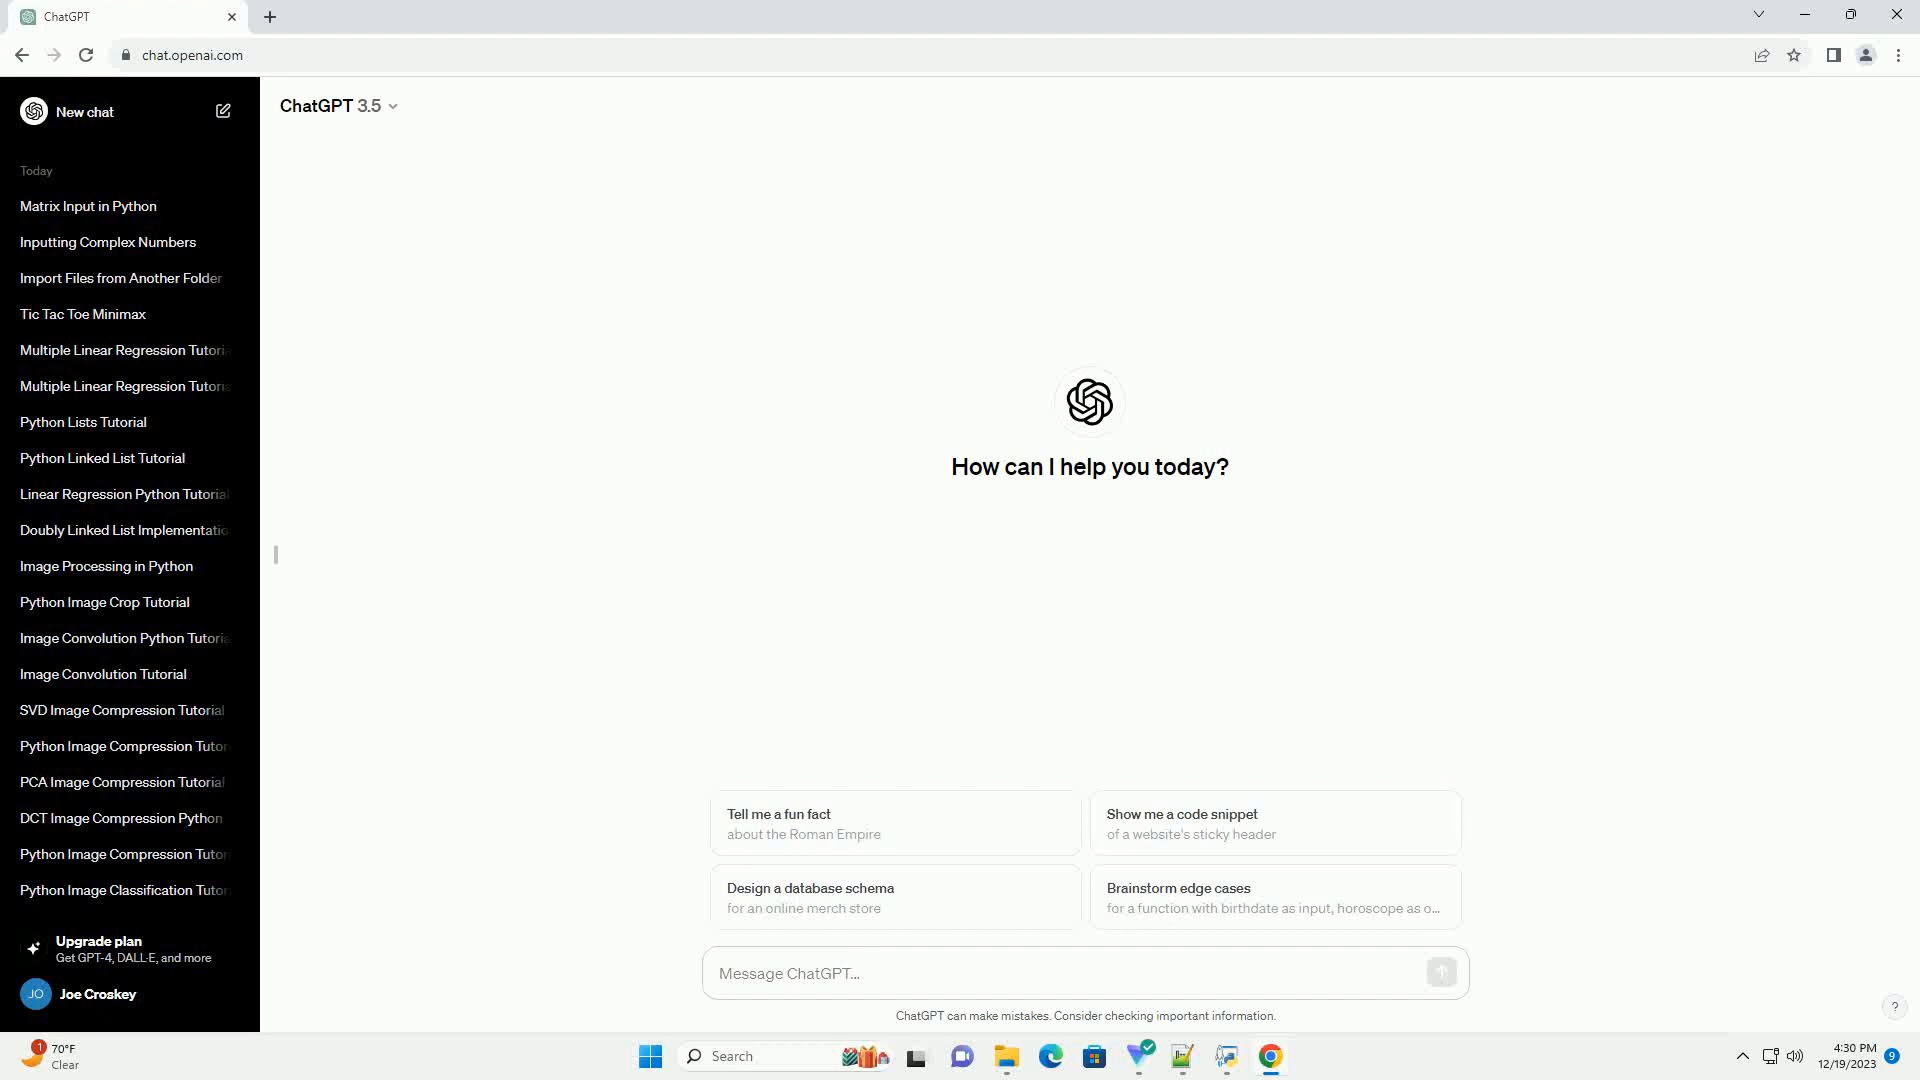 ChatGPT
chat.openai.com
New chat
ChatGPT 3.5
Today
Matrix Input in Python
Inputting Complex Numbers
Import Files from Another Folder
Tic Tac Toe Minimax
Multiple Linear Regression Tutoria
Multiple Linear Regression Tutoria
Python Lists Tutorial
Python Linked List Tutorial
Linear Regression Python Tutorial
Doubly Linked List Implementatio
Image Processing in Python
Python Image Crop Tutorial
Image Convolution Python Tutoria
Image Convolution Tutorial
SVD Image Compression Tutorial
Python Image Compression Tutor
PCA Image Compression Tutorial
DCT Image Compression Python
Python Image Compression Tutor
Python Image Classification Tutor
Upgrade plan
Get GPT-4, DALL·E, and more
JO
Joe Croskey
How can I help you today?
Tell me a fun fact
about the Roman Empire
Show me a code snippet
of a website's sticky header
Design a database schema
for an online merch store
Brainstorm edge cases
for a function with birthdate as input, horoscope as o...
Message ChatGPT...
ChatGPT can make mistakes. Consider checking important information.
?
1
70°F
Clear
Search
4:30 PM
12/19/2023
9